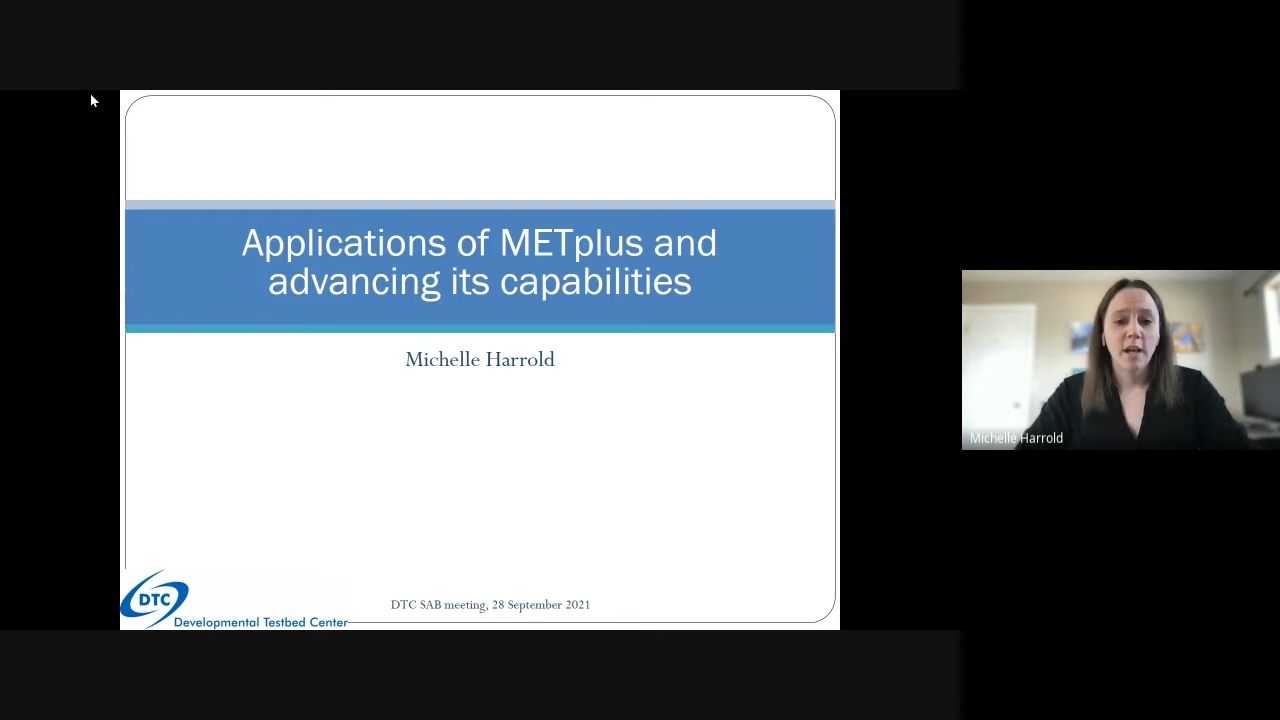 Applications of METplus and
advancing its capabilities
Michelle Harrold
Michelle Harrold
DTC
Developmental Testbed Center
DTC SAB meeting, 28 September 2021